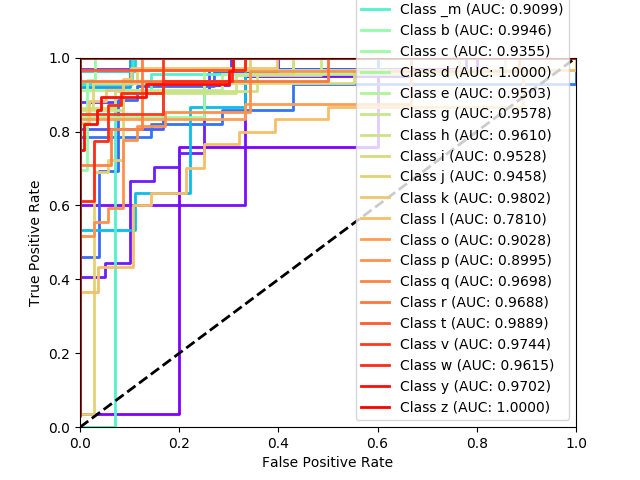 Class _m (AUC: 0.9099)
Class b (AUC: 0.9946)
Class c (AUC: 0.9355)
Class d (AUC: 1.0000)
Class e (AUC: 0.9503)
Class g (AUC: 0.9578)
Class h (AUC: 0.9610)
Class i (AUC: 0.9528)
Class j (AUC: 0.9458)
Class k (AUC: 0.9802)
Class l (AUC: 0.7810)
Class o (AUC: 0.9028)
Class p (AUC: 0.8995)
Class q (AUC: 0.9698)
Class r (AUC: 0.9688)
Class t (AUC: 0.9889)
Class v (AUC: 0.9744)
Class w (AUC: 0.9615)
Class y (AUC: 0.9702)
Class z (AUC: 1.0000)
True Positive Rate
1.0
0.8
0.6
0.4
0.2
0.0
0.0 0.2 0.4 0.6 0.8 1.0
False Positive Rate